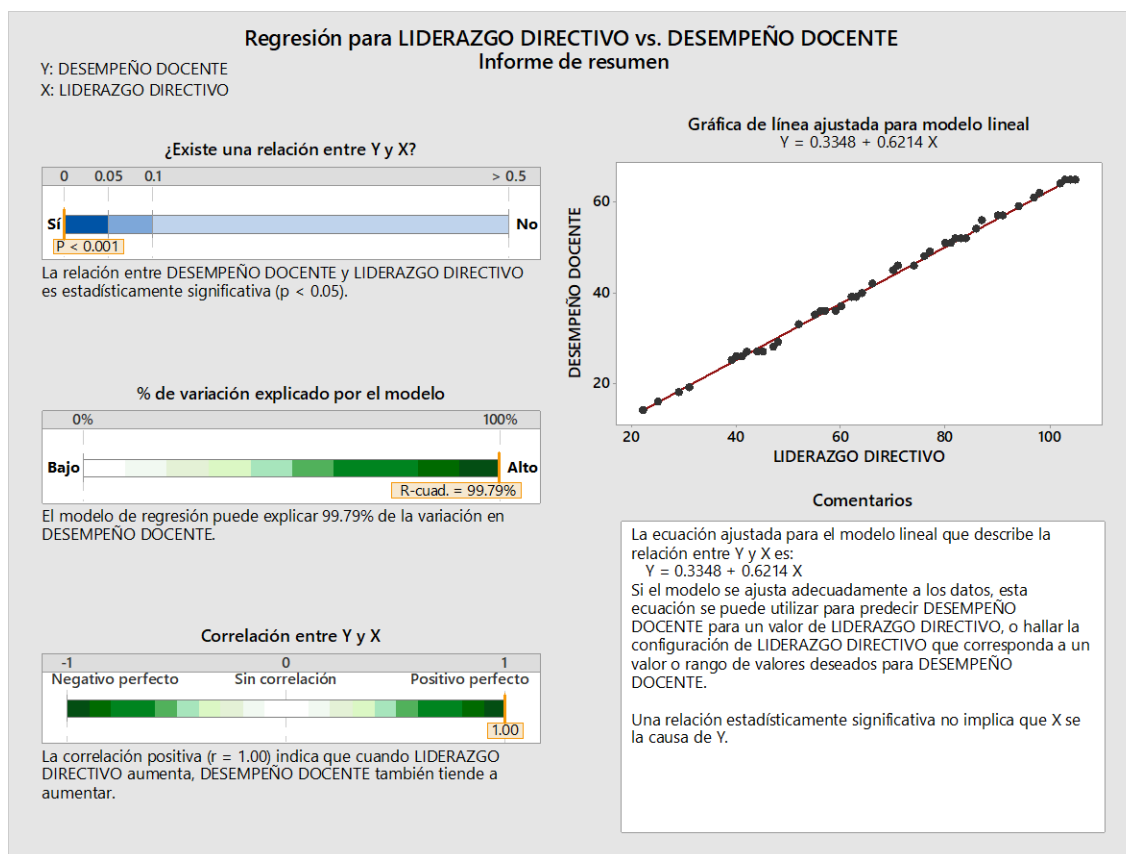 Regresión para LIDERAZGO DIRECTIVO vs. DESEMPEÑO DOCENTE
Informe de resumen
Y: DESEMPEÑO DOCENTE
X: LIDERAZGO DIRECTIVO
¿Existe una relación entre Y y X?
0 0.05 0.1 > 0.5
Sí No
P < 0.001
La relación entre DESEMPEÑO DOCENTE y LIDERAZGO DIRECTIVO
es estadísticamente significativa (p < 0.05).
% de variación explicado por el modelo
0% 100%
Bajo Alto
R-cuad. = 99.79%
El modelo de regresión puede explicar 99.79% de la variación en
DESEMPEÑO DOCENTE.
Correlación entre Y y X
-1 0 1
Negativo perfecto Sin correlación Positivo perfecto
1.00
La correlación positiva (r = 1.00) indica que cuando LIDERAZGO
DIRECTIVO aumenta, DESEMPEÑO DOCENTE también tiende a
aumentar.
Gráfica de línea ajustada para modelo lineal
Y = 0.3348 + 0.6214 X
DESEMPEÑO DOCENTE
60
40
20
20 40 60 80 100
LIDERAZGO DIRECTIVO
Comentarios
La ecuación ajustada para el modelo lineal que describe la
relación entre Y y X es:
Y = 0.3348 + 0.6214 X
Si el modelo se ajusta adecuadamente a los datos, esta
ecuación se puede utilizar para predecir DESEMPEÑO
DOCENTE para un valor de LIDERAZGO DIRECTIVO, o hallar la
configuración de LIDERAZGO DIRECTIVO que corresponda a un
valor o rango de valores deseados para DESEMPEÑO
DOCENTE.
Una relación estadísticamente significativa no implica que X se
la causa de Y.